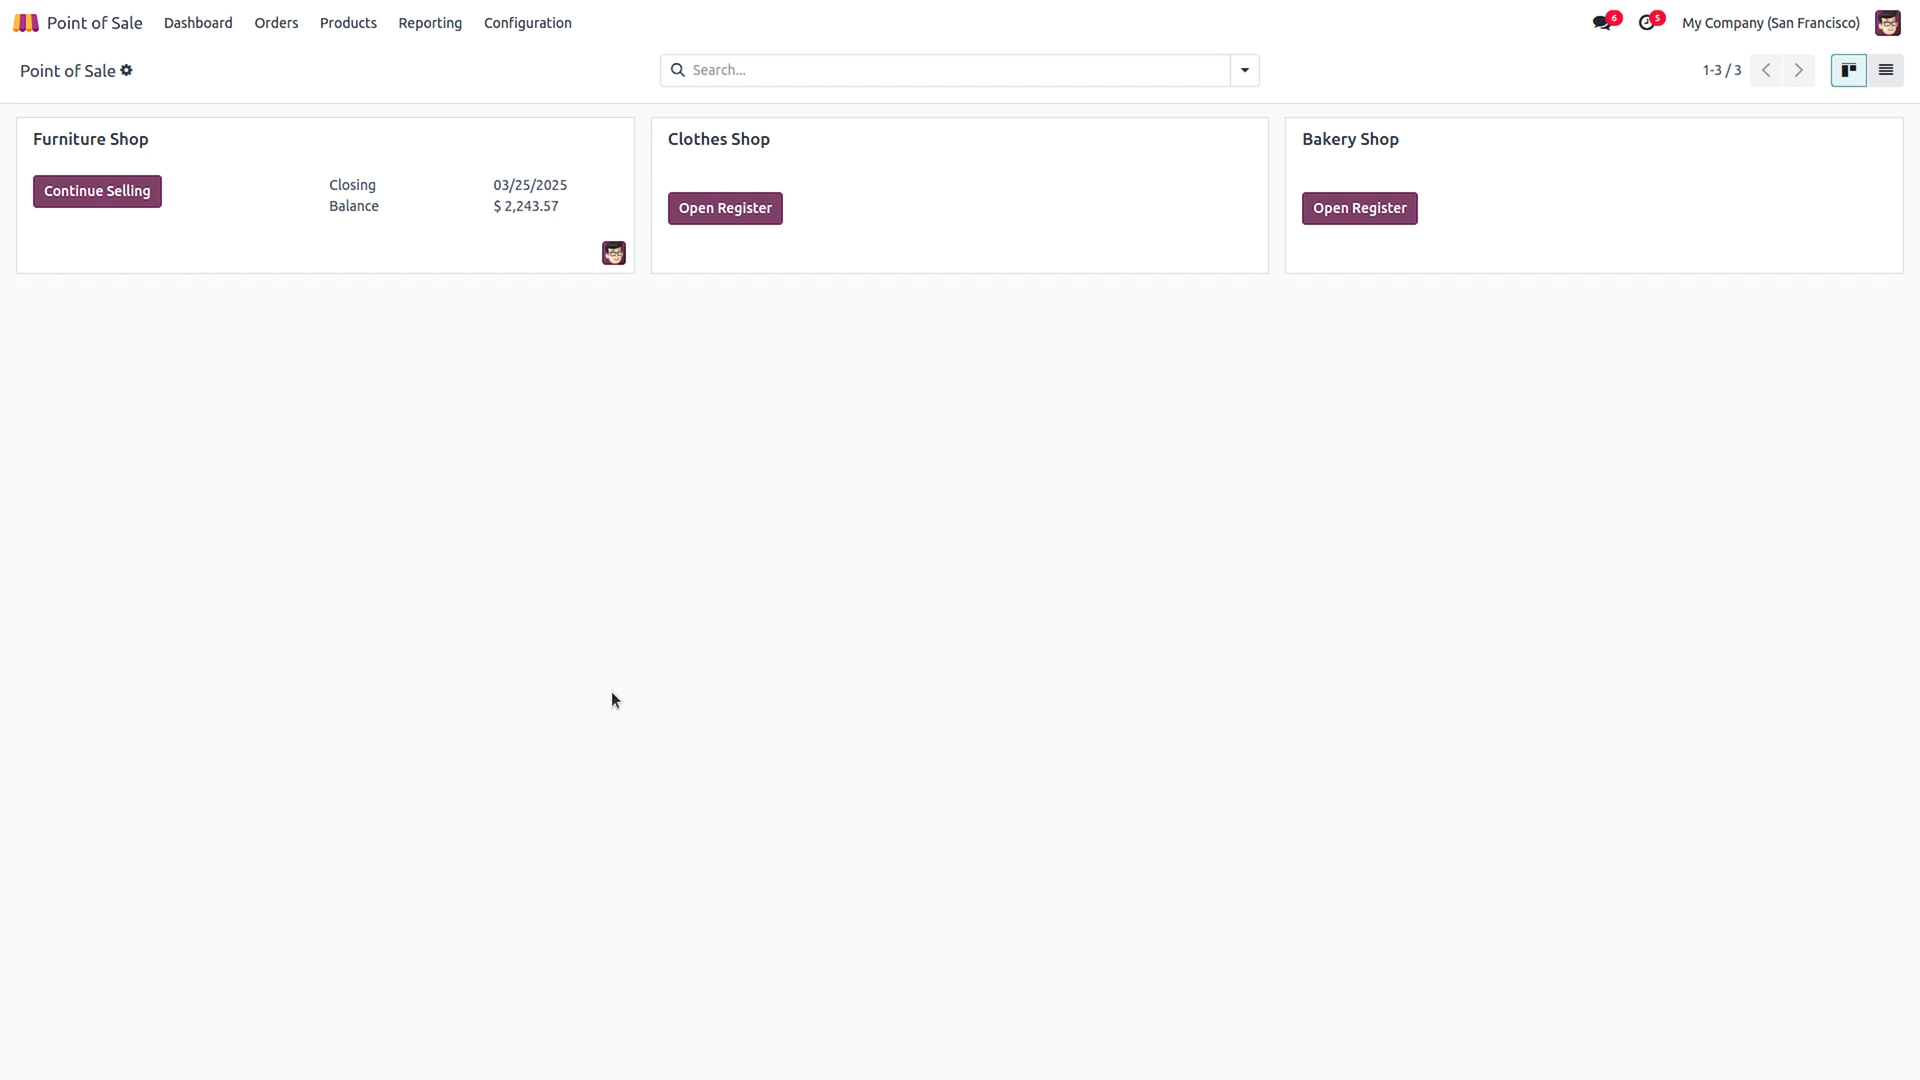 Point of Sale Dashboard Orders Products Reporting Configuration 6 5 My Company (San Francisco)
Point of Sale Search... 1-3 / 3
Furniture Shop
Continue Selling
Closing 03/25/2025
Balance $ 2,243.57
Clothes Shop
Open Register
Bakery Shop
Open Register